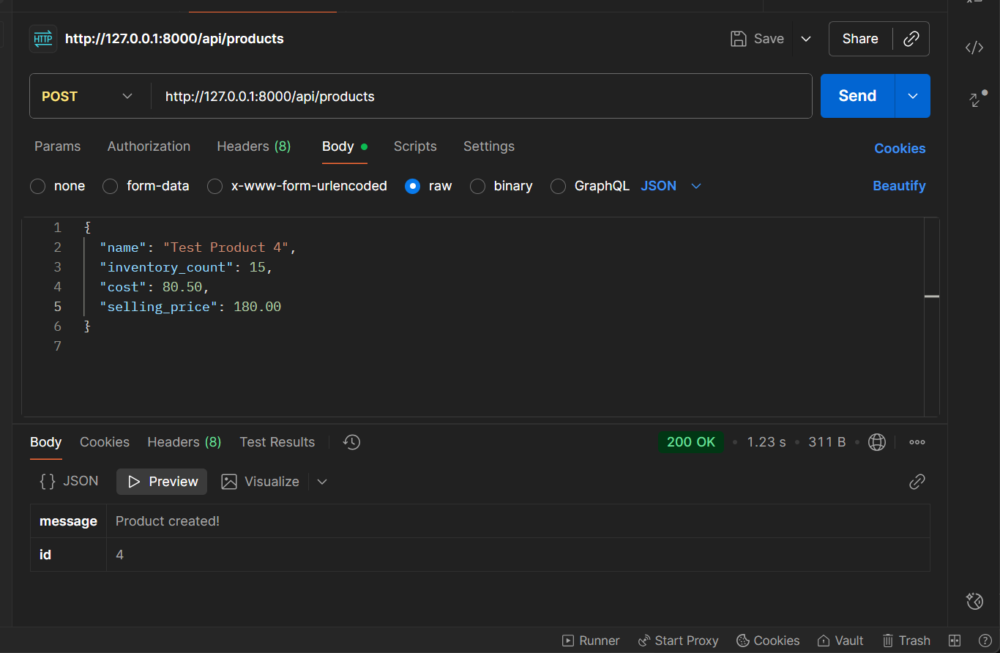 HTTP http://127.0.0.1:8000/api/products Save Share
POST http://127.0.0.1:8000/api/products Send
Params Authorization Headers (8) Body Scripts Settings Cookies
none form-data x-www-form-urlencoded raw binary GraphQL JSON Beautify
1 {
2 "name": "Test Product 4",
3 "inventory_count": 15,
4 "cost": 80.50,
5 "selling_price": 180.00
6 }
7
Body Cookies Headers (8) Test Results 200 OK 1.23 s 311 B
{} JSON Preview Visualize
message Product created!
id 4
Runner Start Proxy Cookies Vault Trash